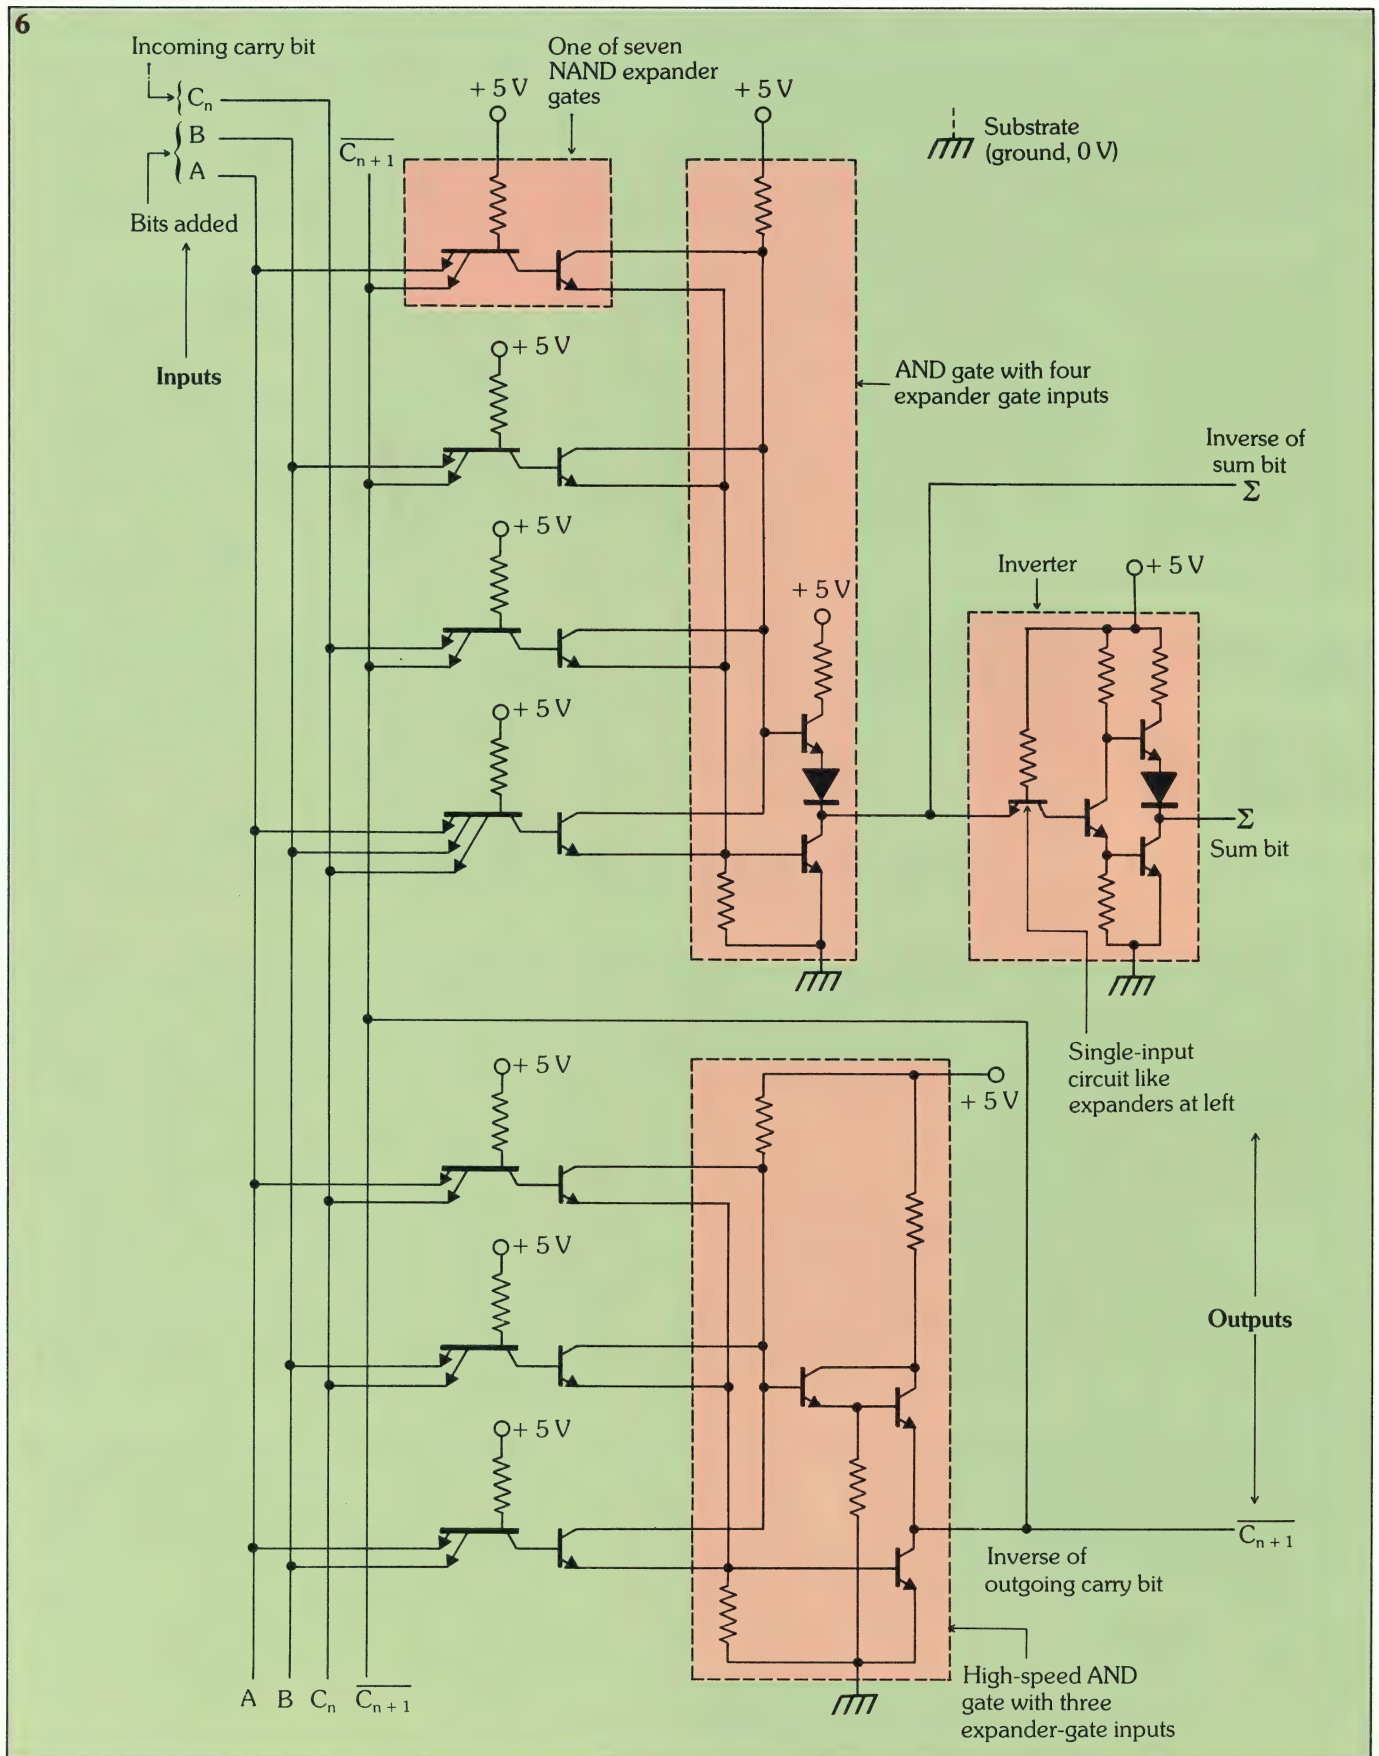 6
Incoming carry bit
C n
B
A
Bits added
Inputs
C n + 1
+ 5 V
One of seven
NAND expander
gates
+ 5 V
Substrate
(ground, 0 V)
+ 5 V
AND gate with four
expander gate inputs
Inverse of
sum bit
Σ
+ 5 V
Inverter
+ 5 V
+ 5 V
+ 5 V
Σ
Sum bit
Single-input
circuit like
expanders at left
+ 5 V
+ 5 V
+ 5 V
Outputs
+ 5 V
C n + 1
Inverse of
outgoing carry bit
High-speed AND
gate with three
expander-gate inputs
A B C n C n + 1